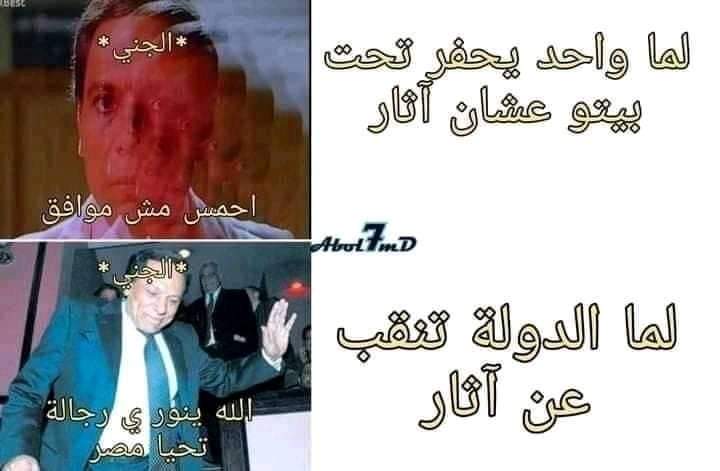 لما واحد يحفر تحت
بيتو عشان آثار
*الجني*
احمس مش موافق
Abol7mD
لما الدولة تنقب
عن آثار
*الجني*
الله ينور ي رجالة
تحيا مصر